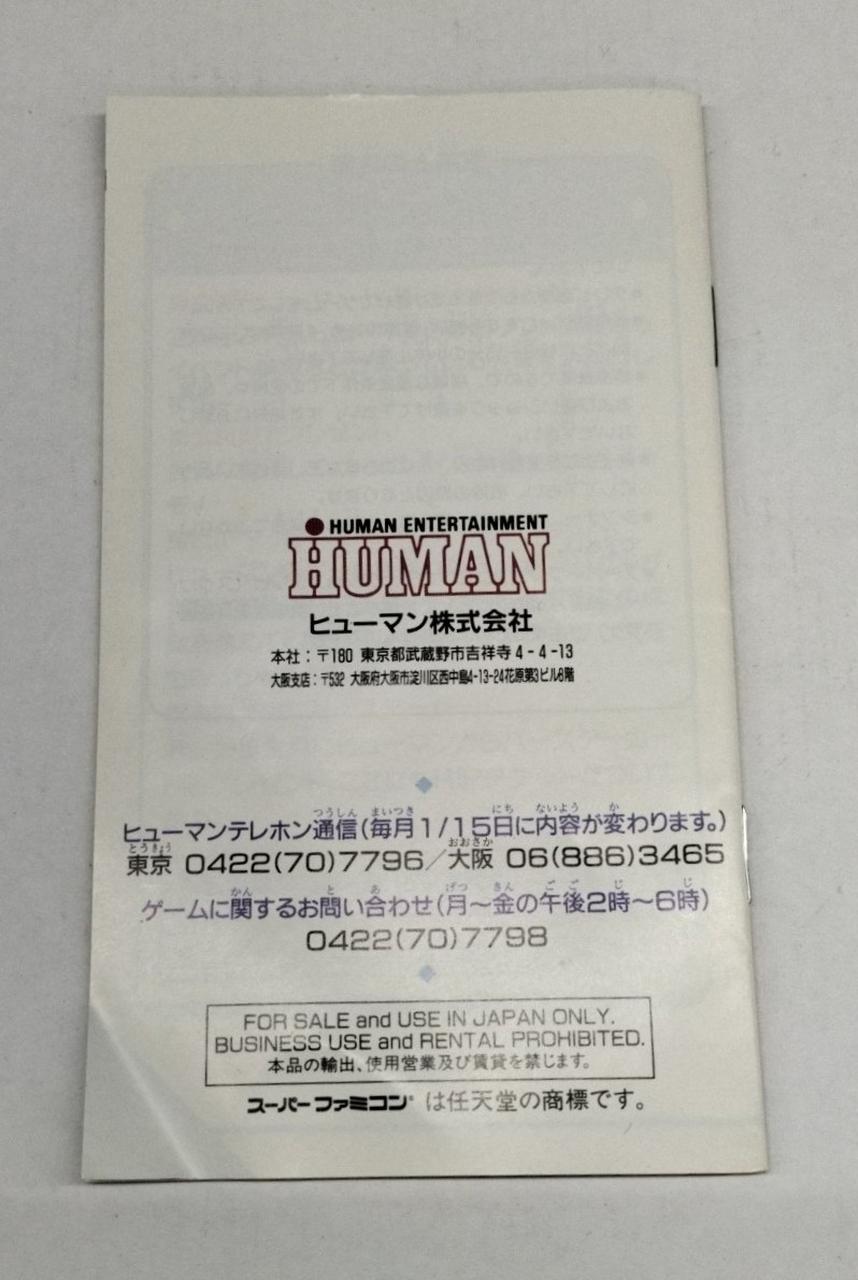 HUMAN ENTERTAINMENT
HUMAN
ヒューマン株式会社
本社：〒180 東京都武蔵野市吉祥寺4-4-13
大阪支店：〒532 大阪府大阪市淀川区西中島4-13-24花原第3ビル8階
ヒューマンテレホン通信(毎月1/15日に内容が変わります。)
東京 0422(70)7796／大阪 06(886)3465
ゲームに関するお問い合わせ(月～金の午後2時～6時)
0422(70)7798
FOR SALE and USE IN JAPAN ONLY.
BUSINESS USE and RENTAL PROHIBITED.
本品の輸出、使用営業及び賃貸を禁じます。
スーパーファミコン® は任天堂の商標です。